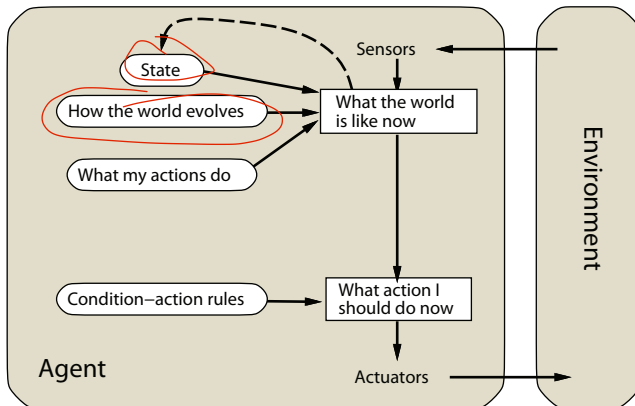 Sensors
State
How the world evolves
What the world
is like now
What my actions do
Environment
Condition–action rules
What action I
should do now
Agent
Actuators